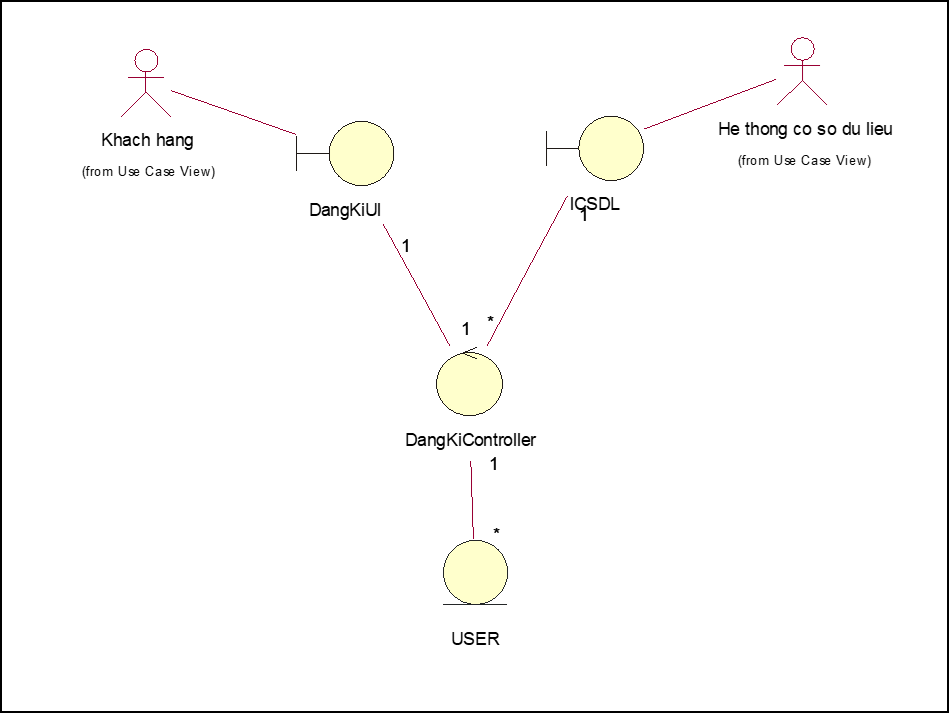 Khach hang
(from Use Case View)
He thong co so du lieu
(from Use Case View)
DangKiUI
ICSDL
1
1
1
*
DangKiController
1
*
USER